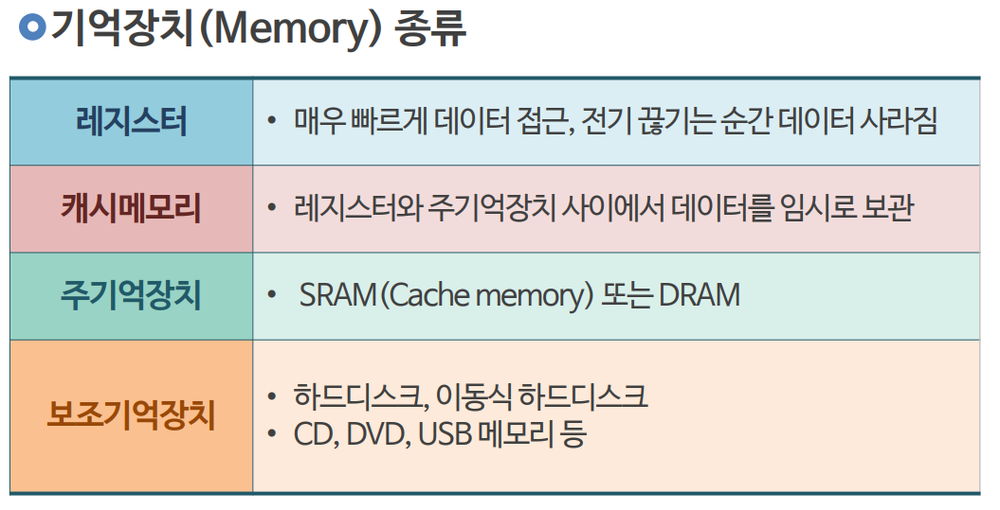 기억장치(Memory) 종류
레지스터
• 매우 빠르게 데이터 접근, 전기 끊기는 순간 데이터 사라짐
캐시메모리
• 레지스터와 주기억장치 사이에서 데이터를 임시로 보관
주기억장치
• SRAM(Cache memory) 또는 DRAM
보조기억장치
• 하드디스크, 이동식 하드디스크
• CD, DVD, USB 메모리 등